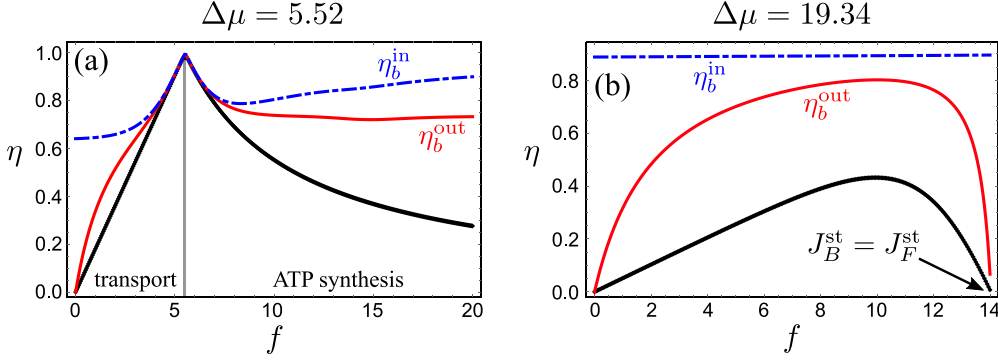 Δμ = 5.52
(a)
η_b^in
η_b^out
η
1.0
0.8
0.6
0.4
0.2
0.0
transport
ATP synthesis
0 5 10 15 20
f
Δμ = 19.34
(b)
η_b^in
η_b^out
η
0.8
0.6
0.4
0.2
0.0
J_B^st = J_F^st
0 2 4 6 8 10 12 14
f